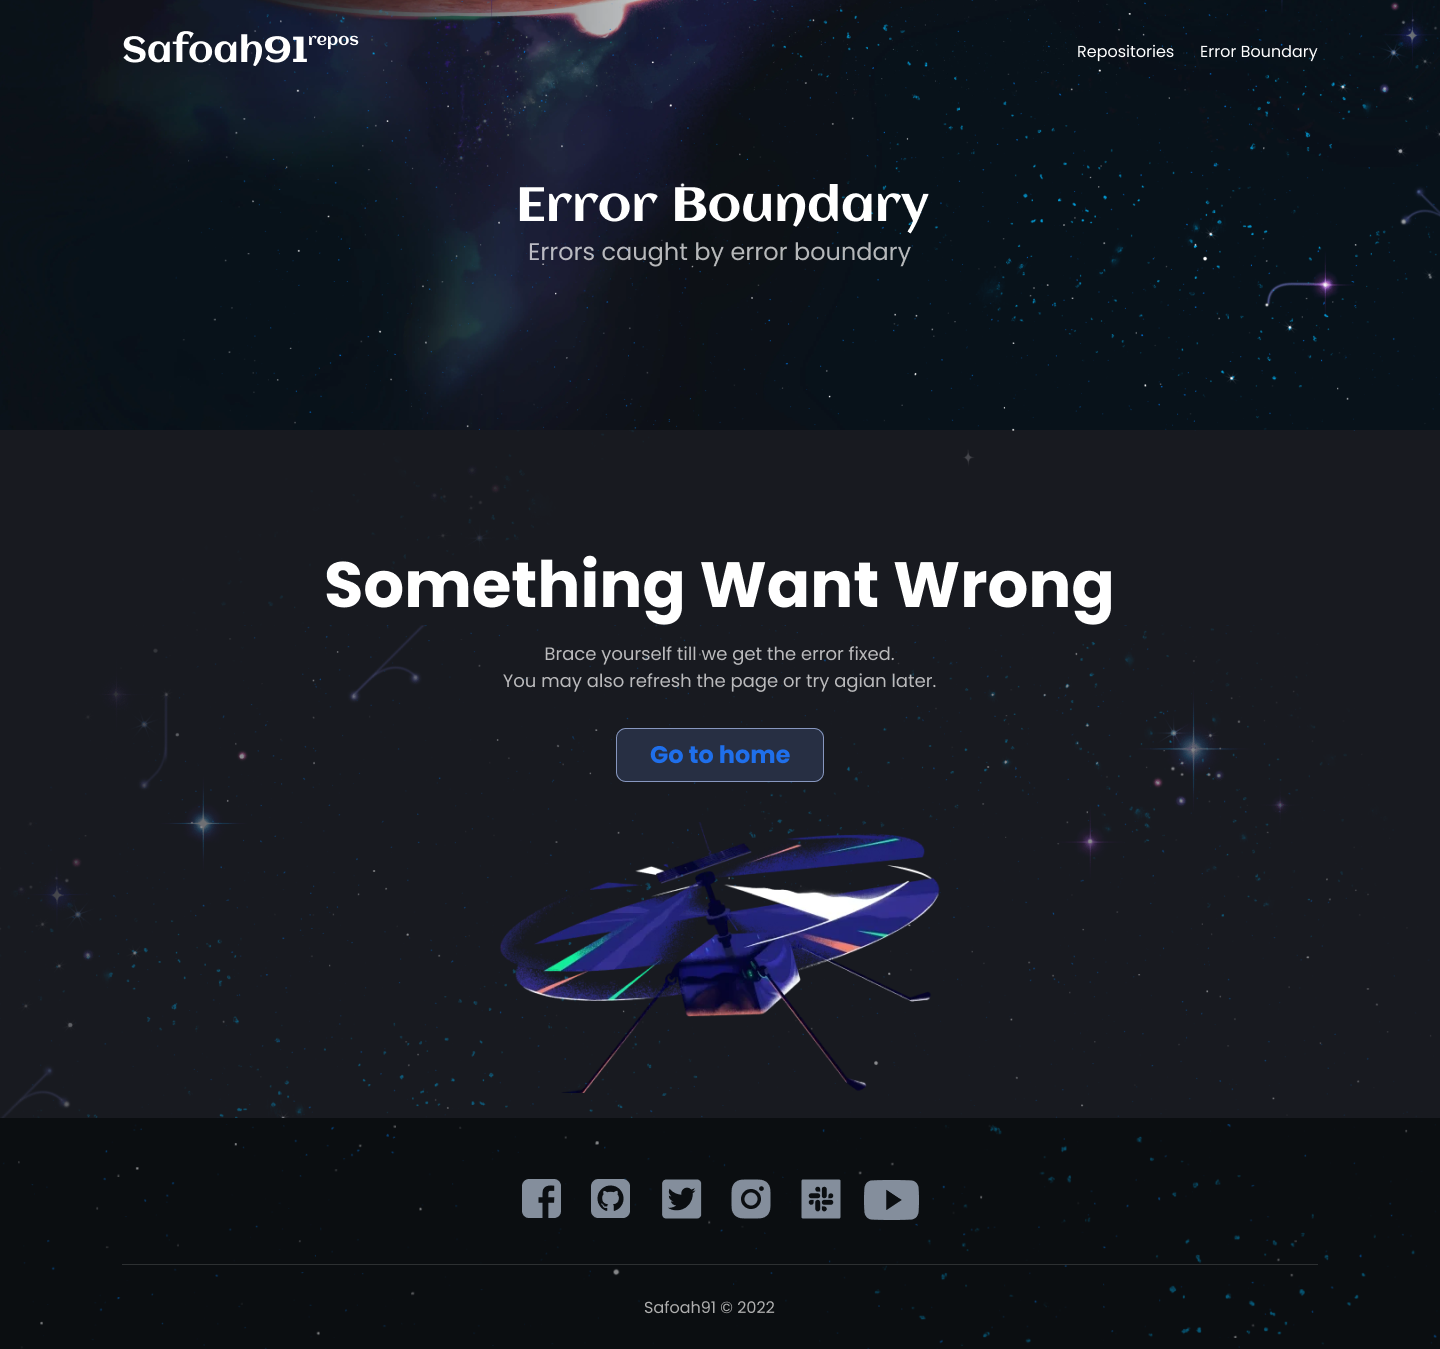 Safoah91repos
Repositories Error Boundary
Error Boundary
Errors caught by error boundary
Something Want Wrong
Brace yourself till we get the error fixed.
You may also refresh the page or try agian later.
Go to home
Safoah91 © 2022